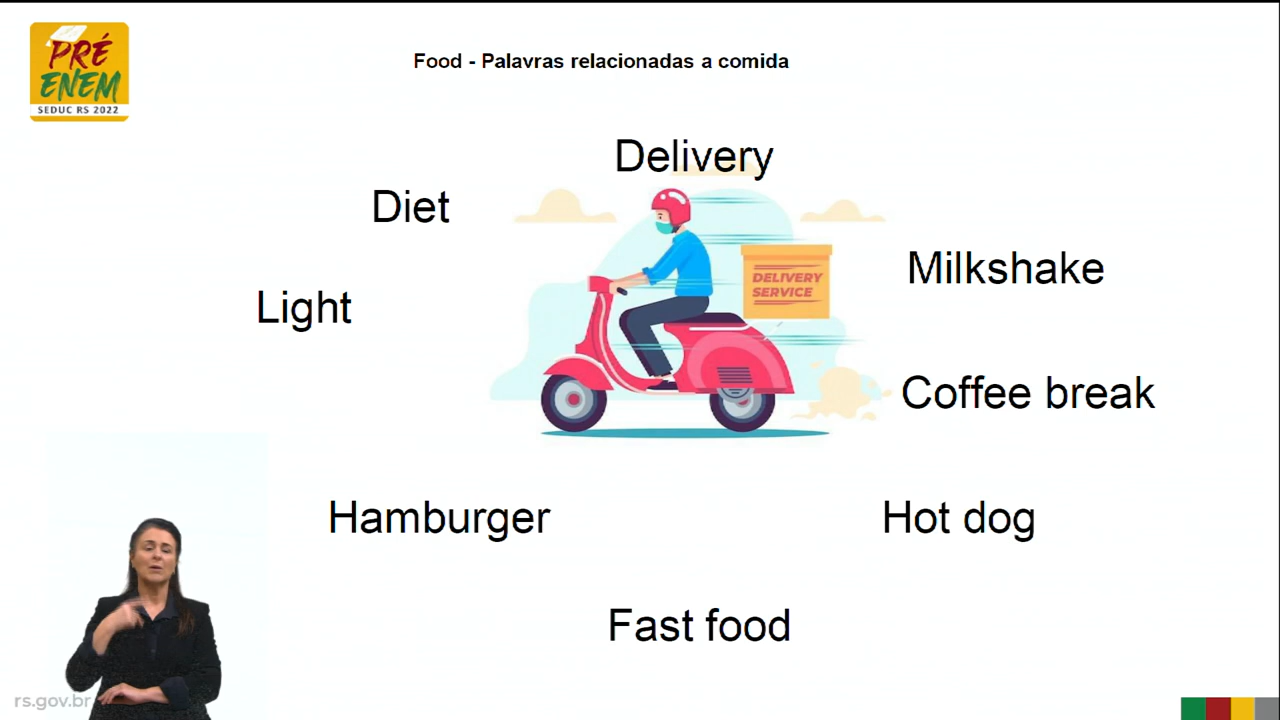 PRÉ
ENEM
SEDUC RS 2022
Food - Palavras relacionadas a comida
Delivery
Diet
Milkshake
DELIVERY
SERVICE
Light
Coffee break
Hamburger
Hot dog
Fast food
rs.gov.br